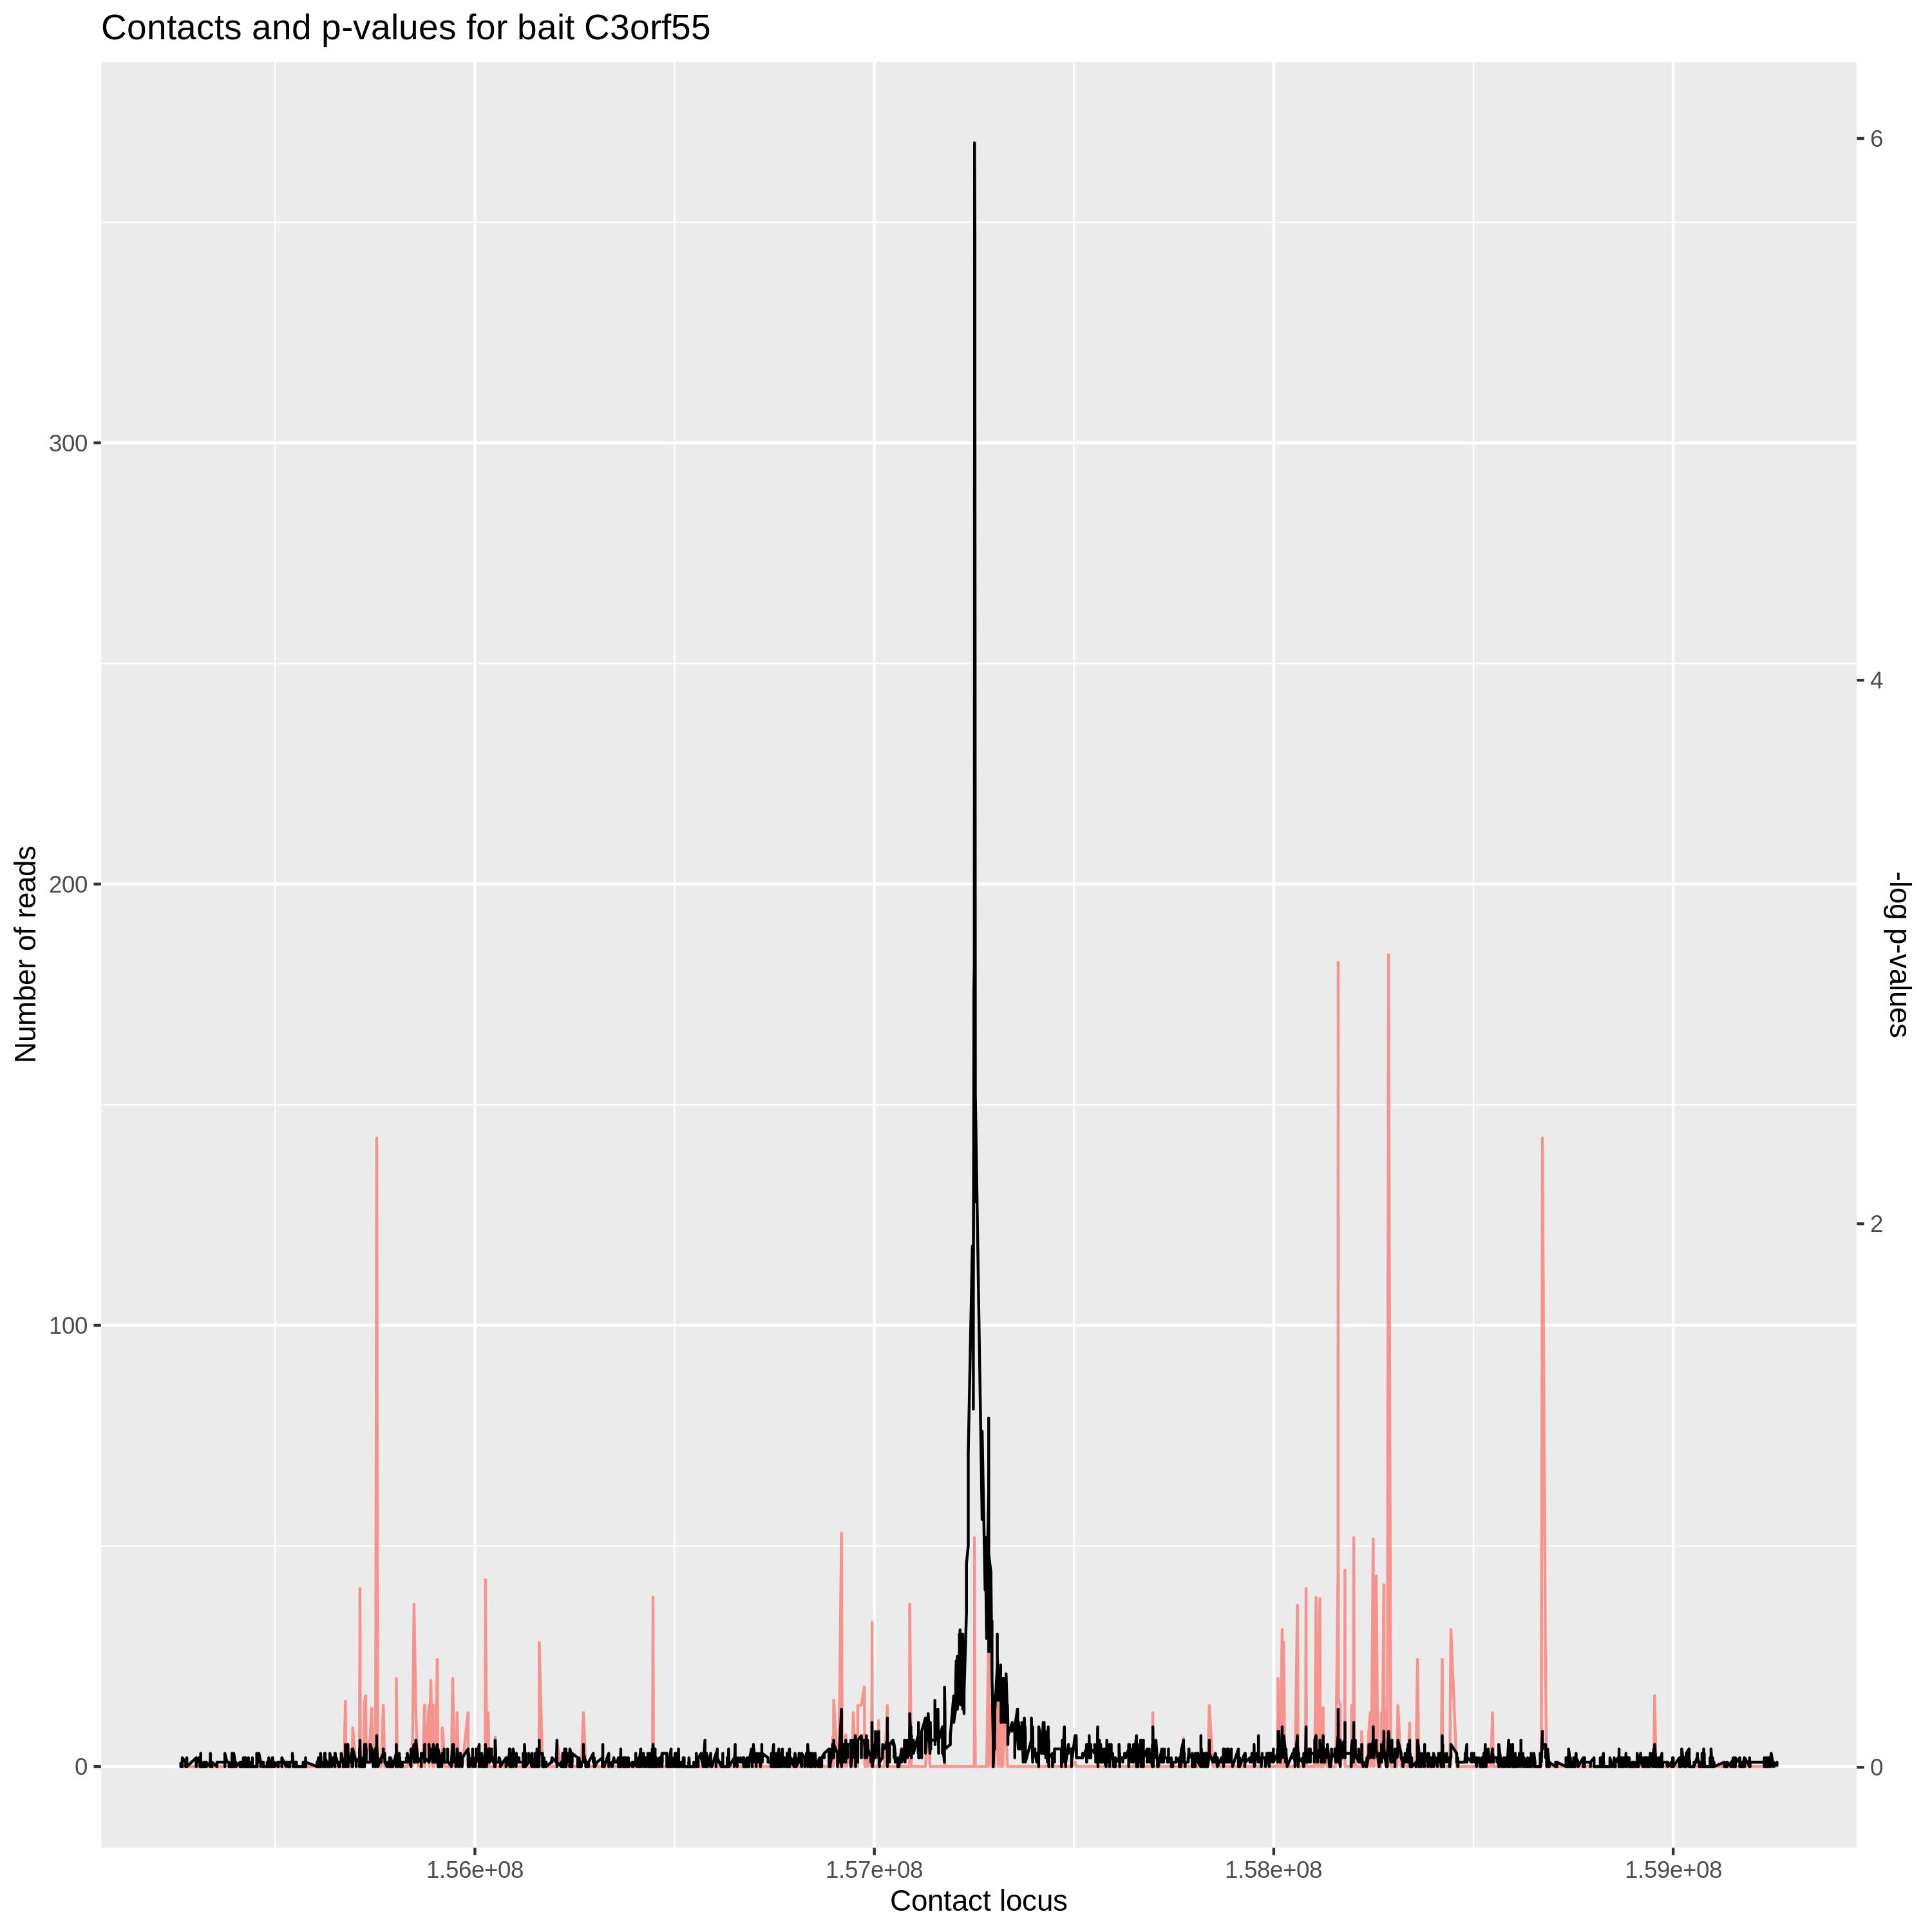 Contacts and p-values for bait C3orf55
6
300
4
Number of reads
200
-log p-values
2
100
0
0
1.56e+08 1.57e+08 1.58e+08 1.59e+08
Contact locus